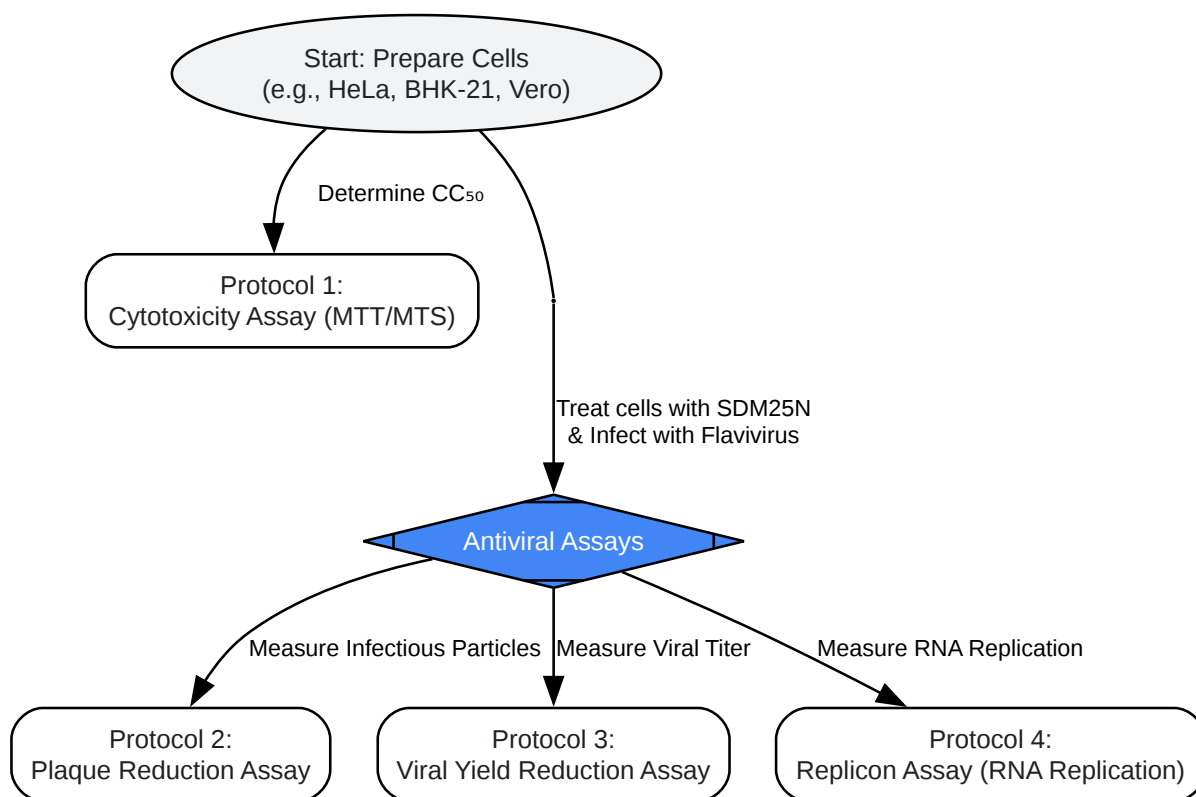 Start: Prepare Cells
(e.g., HeLa, BHK-21, Vero)
Determine CC₅₀
Protocol 1:
Cytotoxicity Assay (MTT/MTS)
Treat cells with SDM25N
& Infect with Flavivirus
Antiviral Assays
Measure Infectious Particles
Measure Viral Titer
Measure RNA Replication
Protocol 2:
Plaque Reduction Assay
Protocol 3:
Viral Yield Reduction Assay
Protocol 4:
Replicon Assay (RNA Replication)